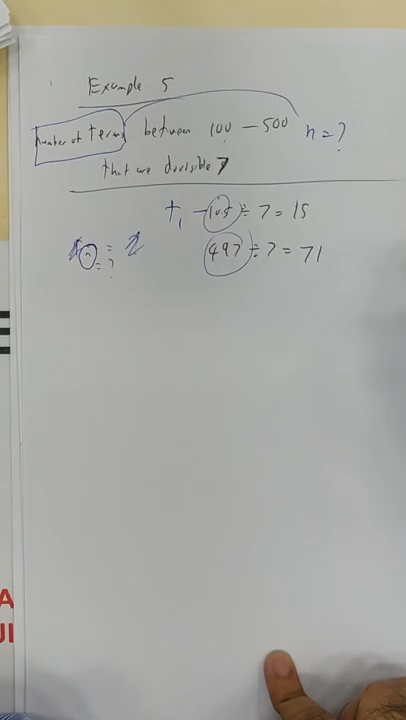 Example 5
number of terms between 100 - 500 n = ?
that are divisible 7
t1 - 105 ÷ 7 = 15
497 ÷ 7 = 71
n = ?
A
UI